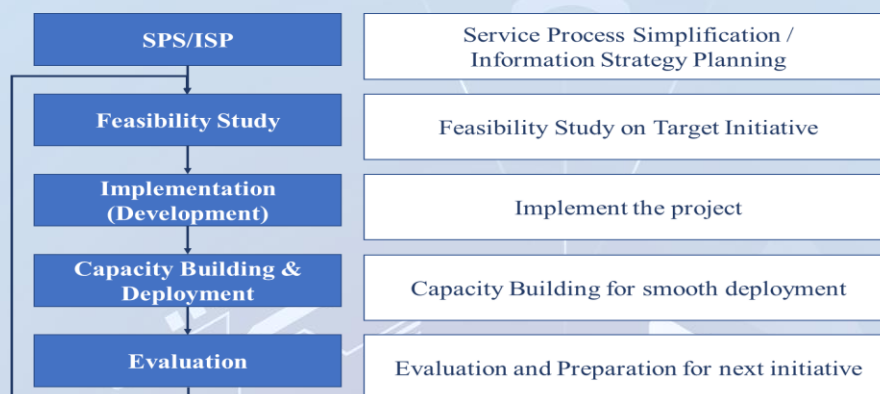 SPS/ISP
Service Process Simplification /
Information Strategy Planning
Feasibility Study
Feasibility Study on Target Initiative
Implementation
(Development)
Implement the project
Capacity Building &
Deployment
Capacity Building for smooth deployment
Evaluation
Evaluation and Preparation for next initiative